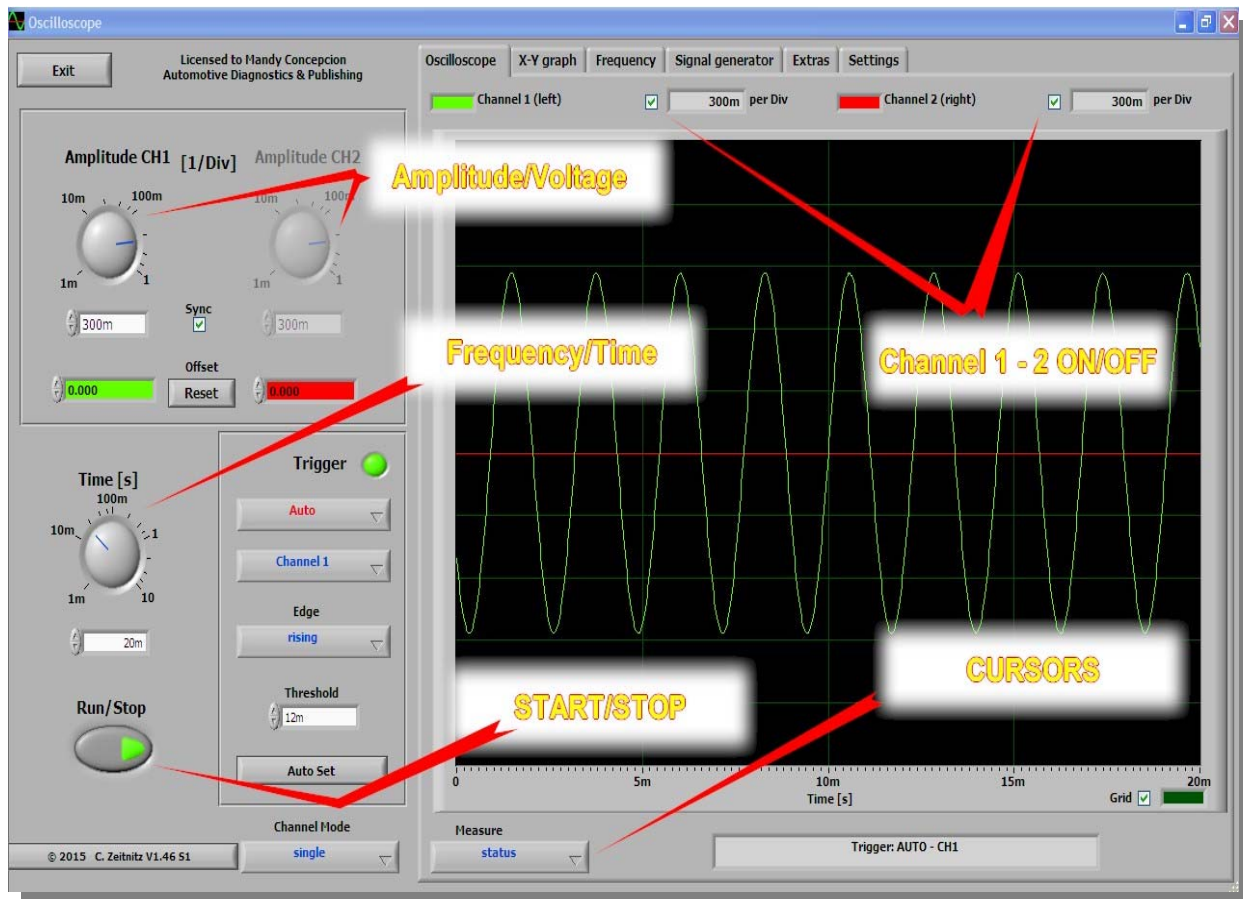 Oscilloscope
Exit
Licensed to Mandy Concepcion
Automotive Diagnostics & Publishing
Amplitude CH1 [1/Div] Amplitude CH2
10m 100m
1m 1
10m 100m
1m 1
300m
Sync
300m
Offset
0.000
Reset
0.000
Time [s]
100m
10m 1
1m 10
20m
Run/Stop
Trigger
Auto
Channel 1
Edge
rising
Threshold
12m
Auto Set
Channel Mode
single
© 2015 C. Zeitnitz V1.46 S1
Oscilloscope X-Y graph Frequency Signal generator Extras Settings
Channel 1 (left) 300m per Div Channel 2 (right) 300m per Div
Amplitude/Voltage
Frequency/Time
Channel 1 - 2 ON/OFF
START/STOP
CURSORS
0 5m 10m 15m 20m
Time [s]
Grid
Measure
status
Trigger: AUTO - CH1